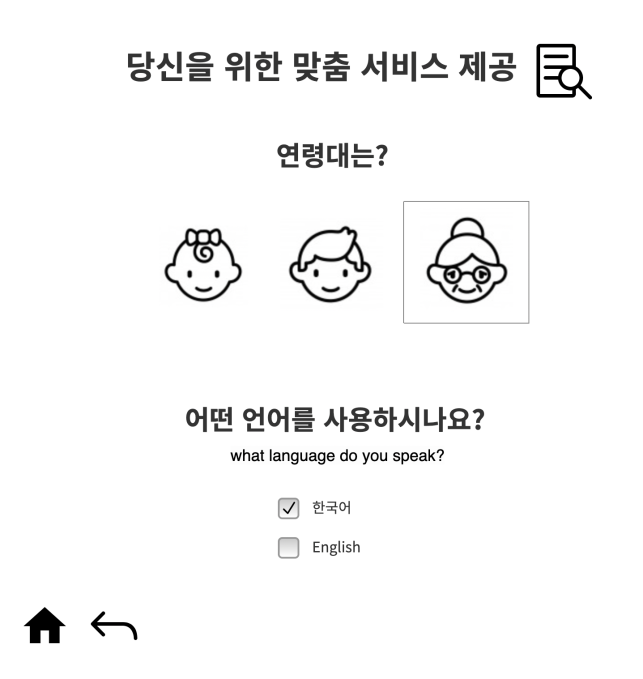 당신을 위한 맞춤 서비스 제공
연령대는?
어떤 언어를 사용하시나요?
what language do you speak?
한국어
English